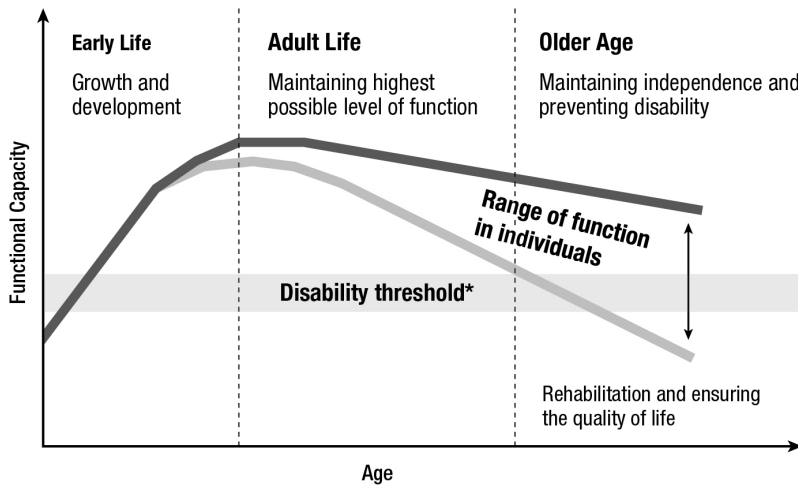 Early Life
Growth and
development
Adult Life
Maintaining highest
possible level of function
Older Age
Maintaining independence and
preventing disability
Functional Capacity
Range of function
in individuals
Disability threshold*
Rehabilitation and ensuring
the quality of life
Age